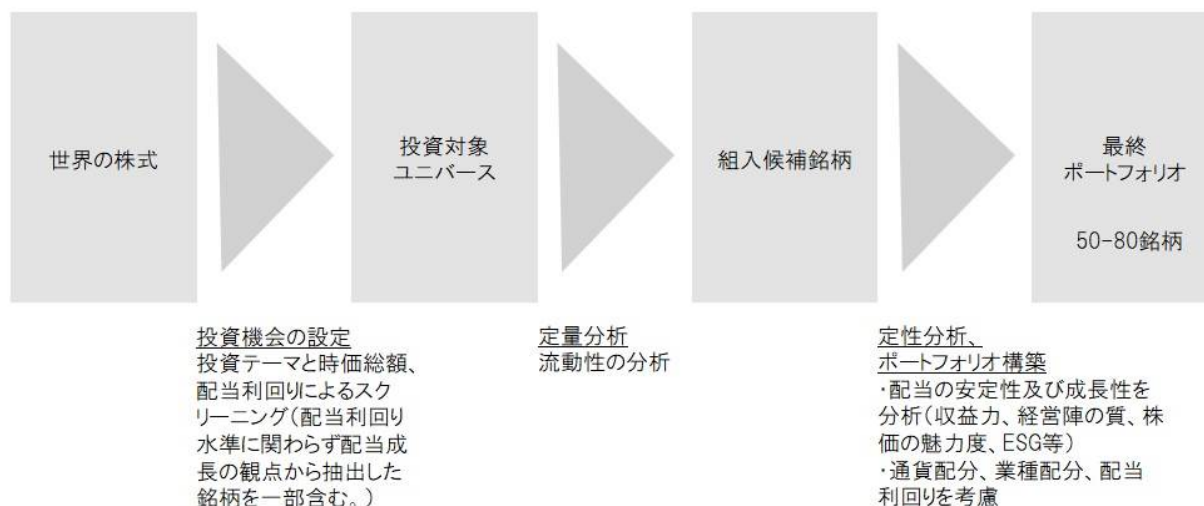 世界の株式
投資対象
ユニバース
組入候補銘柄
最終
ポートフォリオ
50-80銘柄
投資機会の設定
投資テーマと時価総額、
配当利回りによるスク
リーニング(配当利回り
水準に関わらず配当成
長の観点から抽出した
銘柄を一部含む。)
定量分析
流動性の分析
定性分析、
ポートフォリオ構築
・配当の安定性及び成長性を
分析(収益力、経営陣の質、株
価の魅力度、ESG等)
・通貨配分、業種配分、配当
利回りを考慮